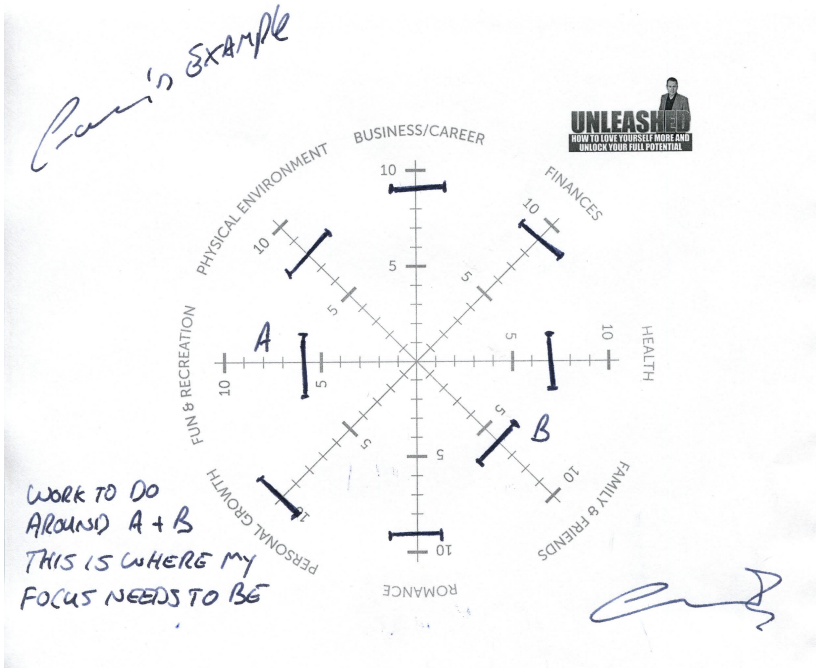 EXAMPLE
UNLEASHED
HOW TO LOVE YOURSELF MORE AND
UNLOCK YOUR FULL POTENTIAL
BUSINESS/CAREER
10
5
FINANCES
10
5
HEALTH
10
5
FAMILY & FRIENDS
10
5
ROMANCE
10
5
PERSONAL GROWTH
10
5
FUN & RECREATION
10
5
PHYSICAL ENVIRONMENT
10
5
A
B
WORK TO DO
AROUND A + B
THIS IS WHERE MY
FOCUS NEEDS TO BE